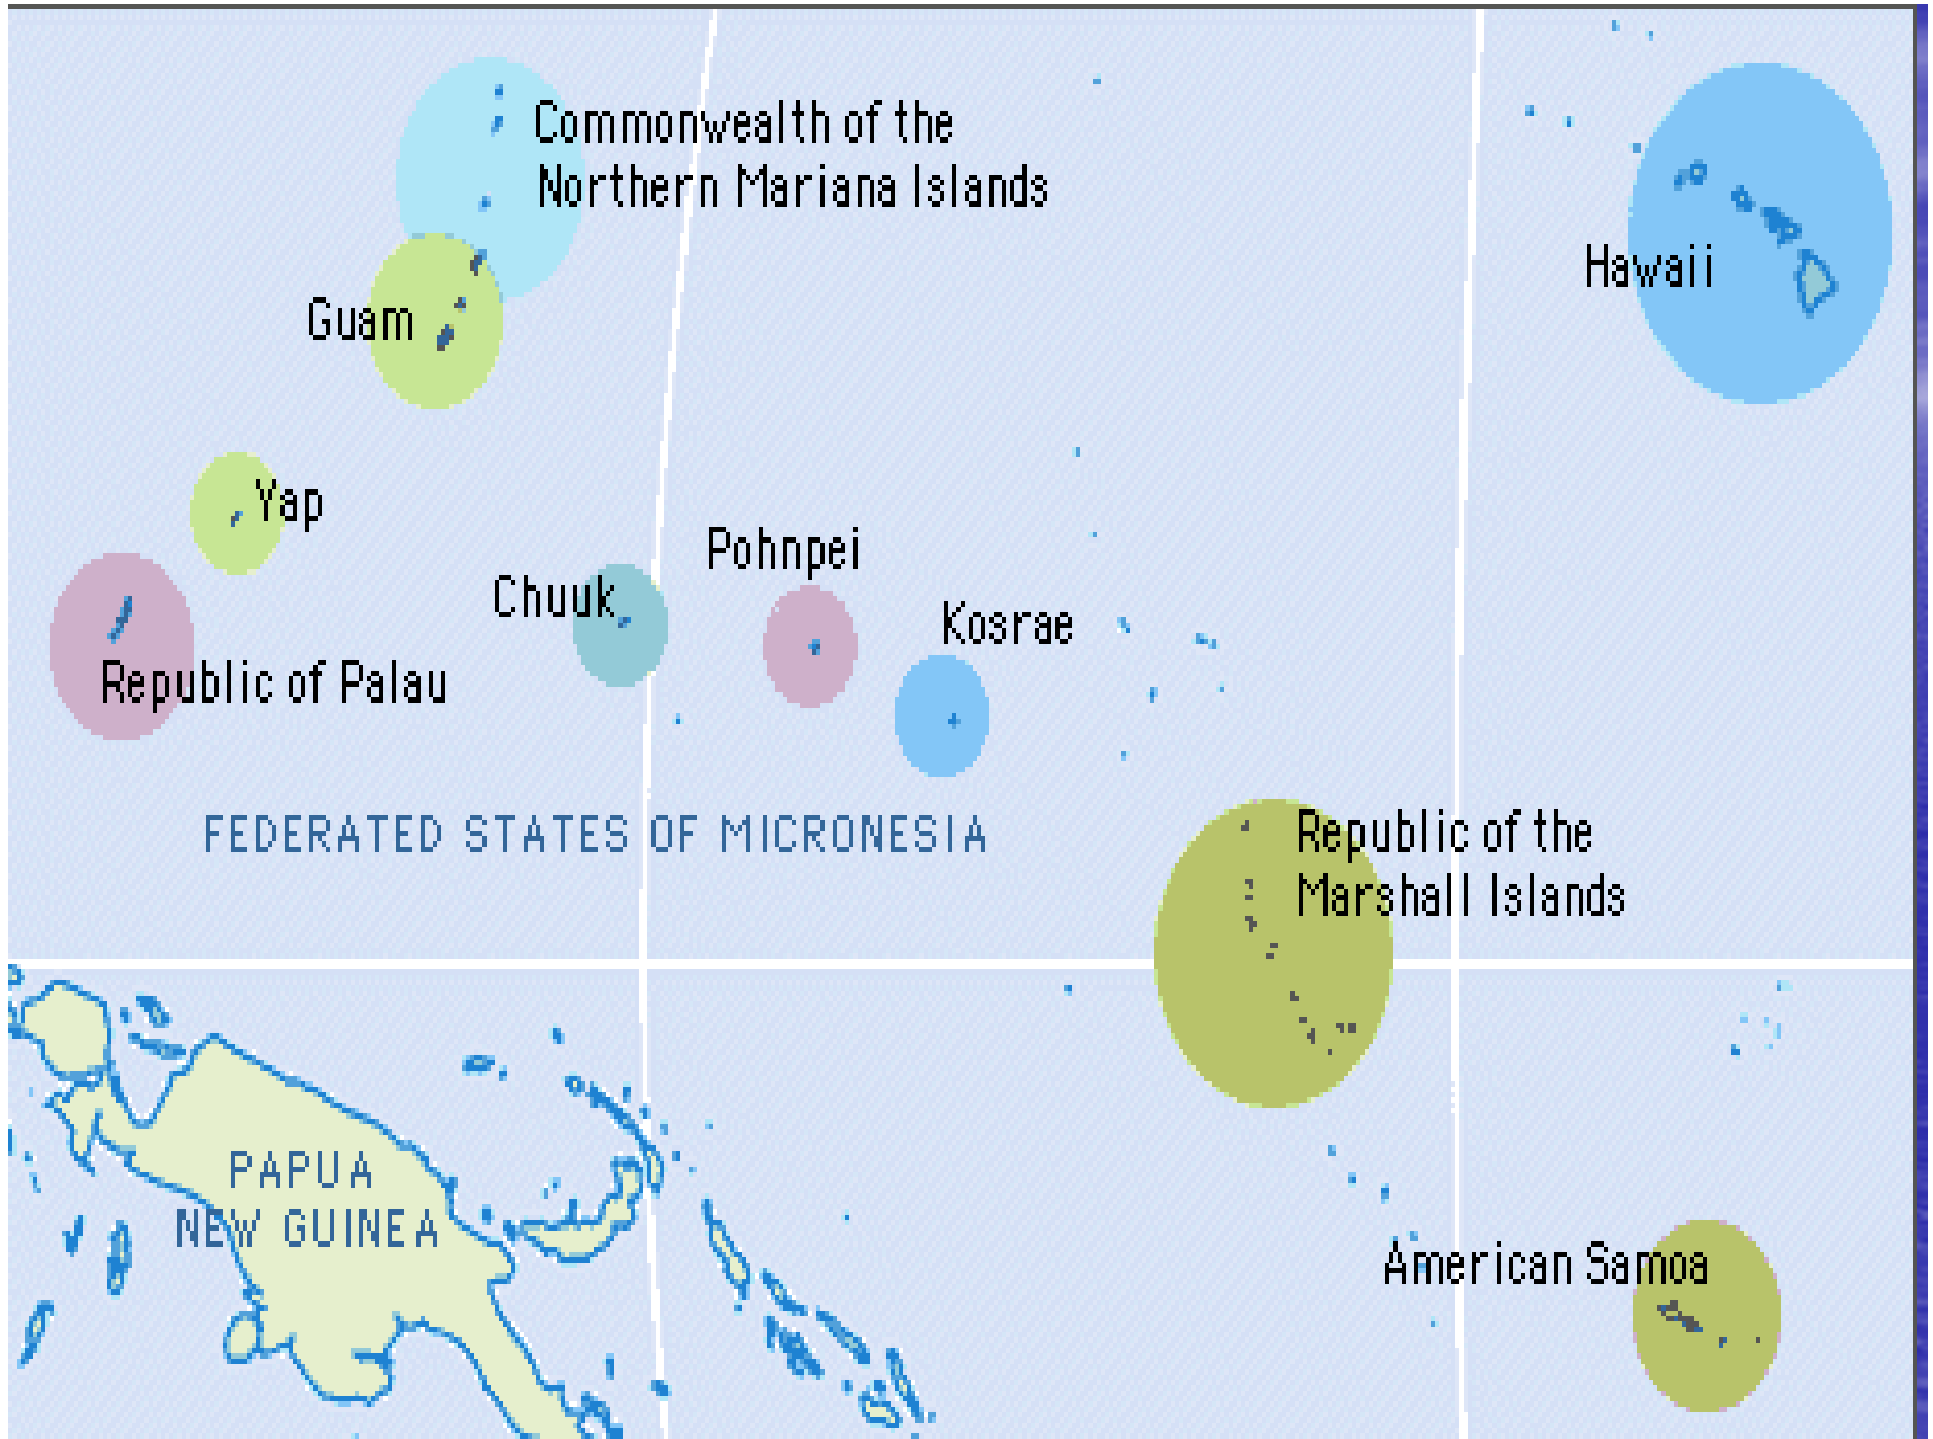 Commonwealth of the
Northern Mariana Islands
Hawaii
Guam
Yap
Pohnpei
Chuuk
Kosrae
Republic of Palau
FEDERATED STATES OF MICRONESIA
Republic of the
Marshall Islands
PAPUA
NEW GUINEA
American Samoa